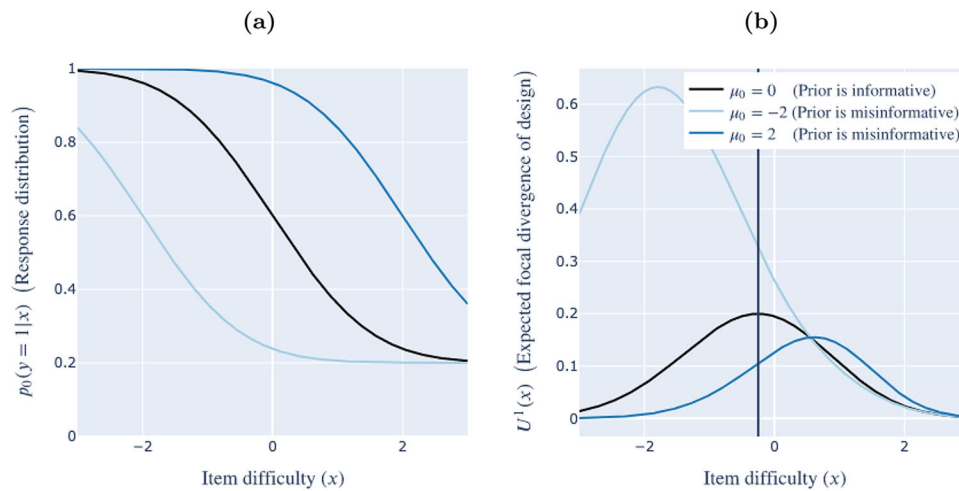 (a)
(b)
1
0.8
0.6
0.4
0.2
0
−2
0
2
p₀(y = 1|x) (Response distribution)
Item difficulty (x)
0.6
0.5
0.4
0.3
0.2
0.1
0
−2
0
2
U¹(x) (Expected focal divergence of design)
Item difficulty (x)
μ₀ = 0 (Prior is informative)
μ₀ = −2 (Prior is misinformative)
μ₀ = 2 (Prior is misinformative)